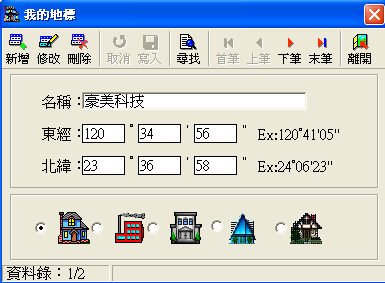 我的地標
新增 修改 刪除 取消 寫入 尋找 首筆 上筆 下筆 末筆 離開
名稱：豪美科技
東經：120 ° 34 ' 56 " Ex:120°41'05"
北緯：23 ° 36 ' 58 " Ex:24°06'23"
資料錄：1/2